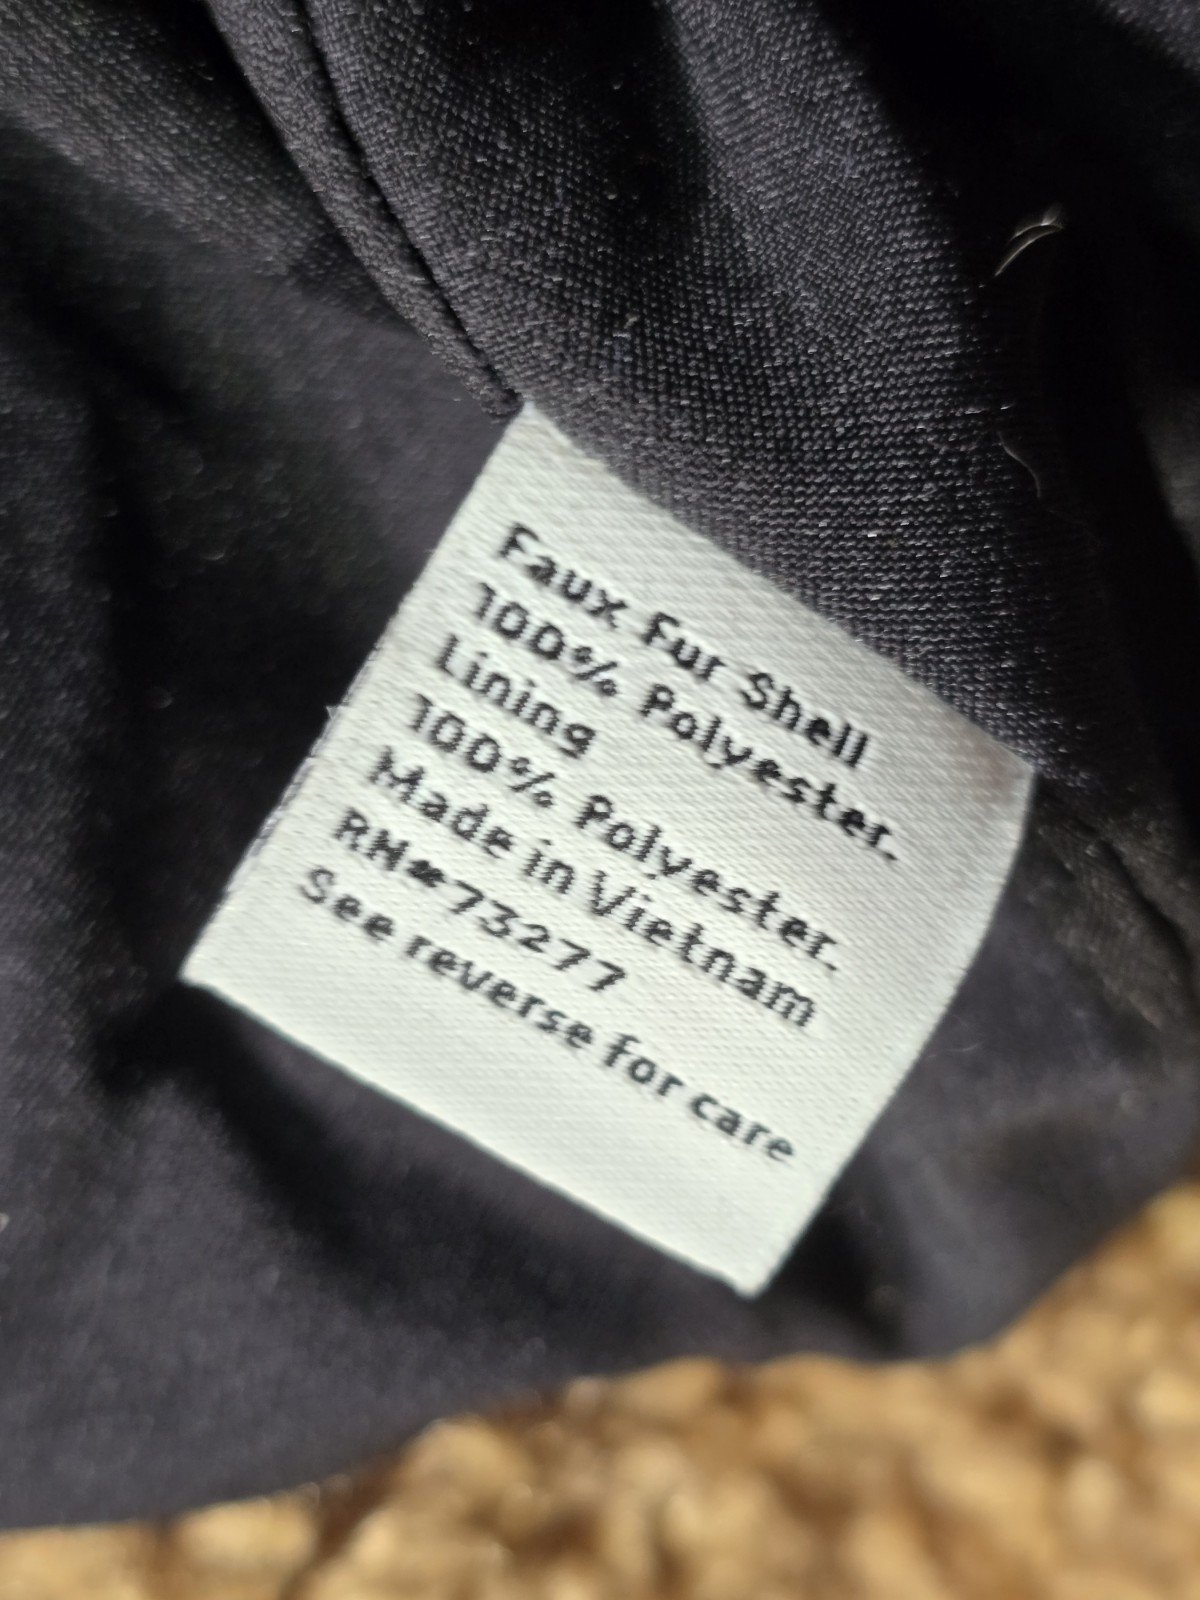 Faux Fur Shell
100% Polyester.
Lining
100% Polyester.
Made in Vietnam
RN#73277
See reverse for care